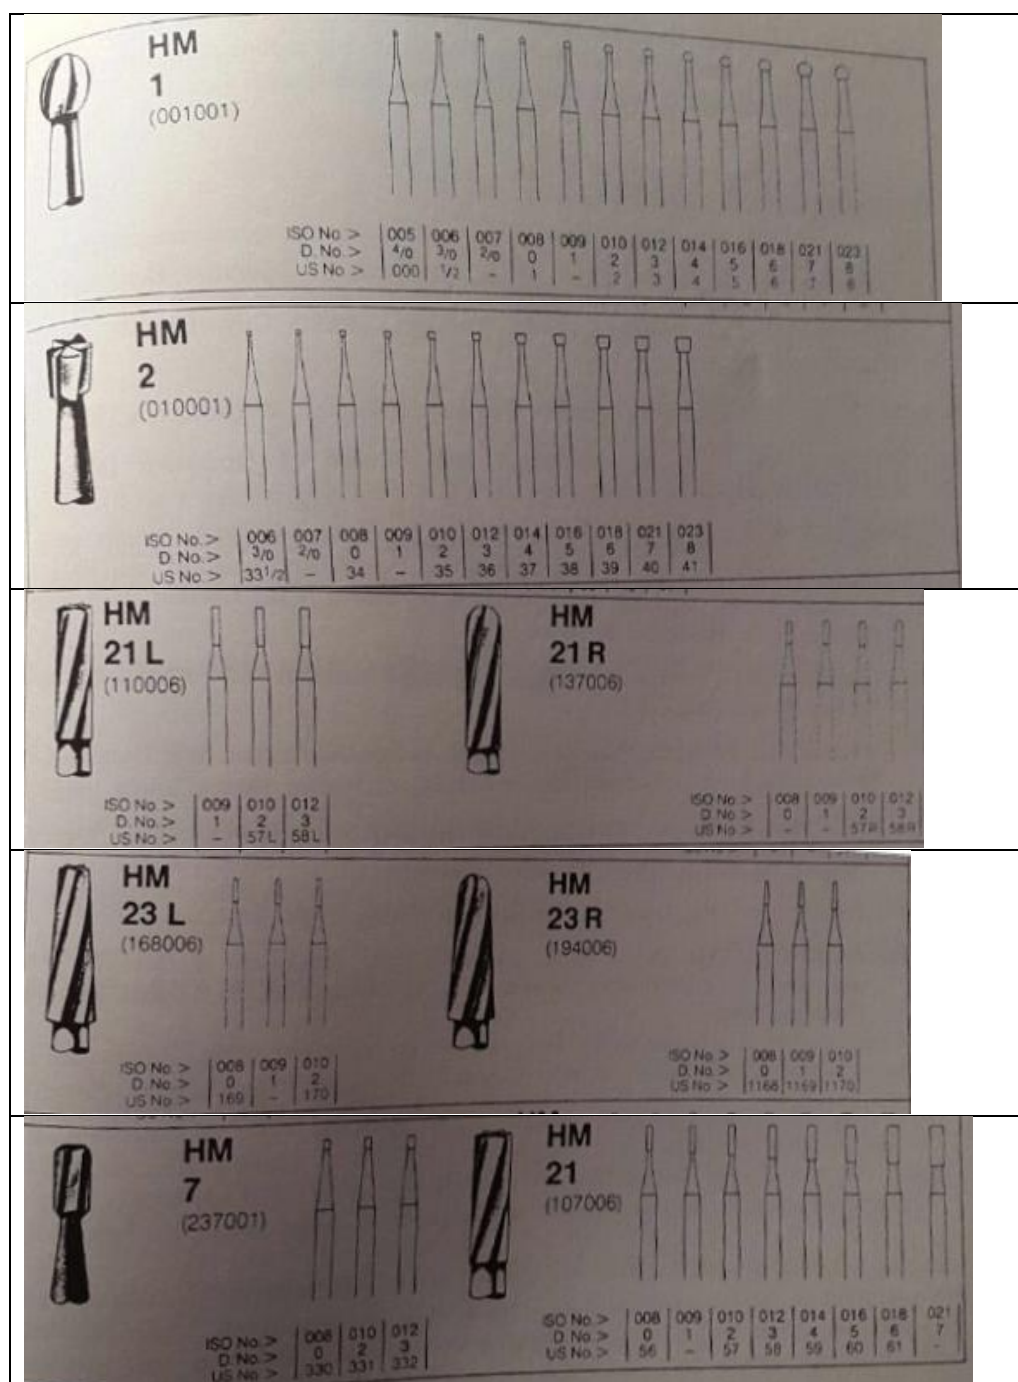 HM
1
(001001)
ISO No > 005 006 007 008 009 010 012 014 016 018 021 023
D. No. > 4/0 3/0 2/0 0 1 2 3 4 5 6 7 8
US No > 000 1/2 - 1 - 2 3 4 5 6 7 8
HM
2
(010001)
ISO No. > 006 007 008 009 010 012 014 016 018 021 023
D. No. > 3/0 2/0 0 1 2 3 4 5 6 7 8
US No. > 33 1/2 - 34 - 35 36 37 38 39 40 41
HM
21 L
(110006)
ISO No. > 009 010 012
D. No. > 1 2 3
US No > - 57L 58L
HM
21 R
(137006)
ISO No > 008 009 010 012
D. No. > 0 1 2 3
US No > - - 57R 58R
HM
23 L
(168006)
ISO No > 008 009 010
D. No > 0 1 2
US No > 169 - 170
HM
23 R
(194006)
ISO No > 008 009 010
D. No. > 0 1 2
US No > 1168 1169 1170
HM
7
(237001)
ISO No > 008 010 012
D. No. > 0 2 3
US No > 330 331 332
HM
21
(107006)
ISO No. > 008 009 010 012 014 016 018 021
D. No. > 0 1 2 3 4 5 6 7
US No. > 56 - 57 58 59 60 61 -